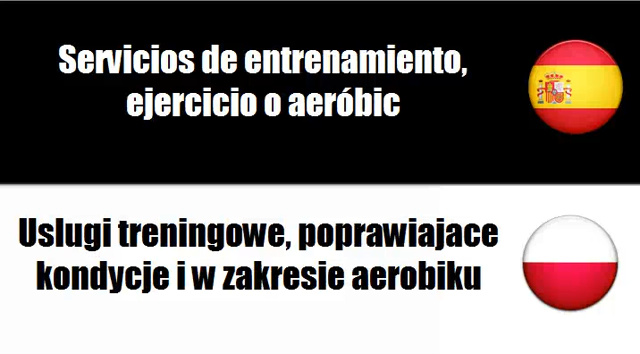 Servicios de entrenamiento,
ejercicio o aeróbic
Uslugi treningowe, poprawiajace
kondycje i w zakresie aerobiku